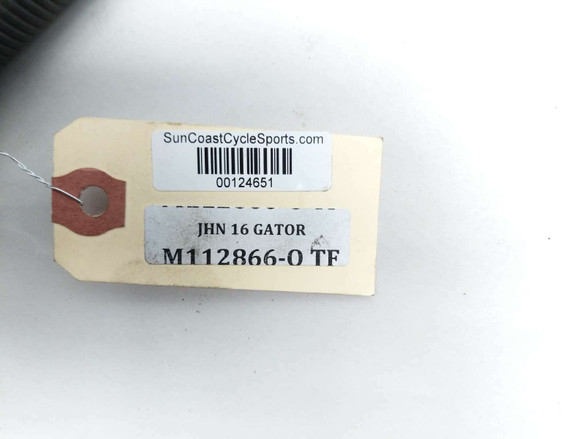 SunCoastCycleSports.com
00124651
JHN 16 GATOR
M112866-O TF